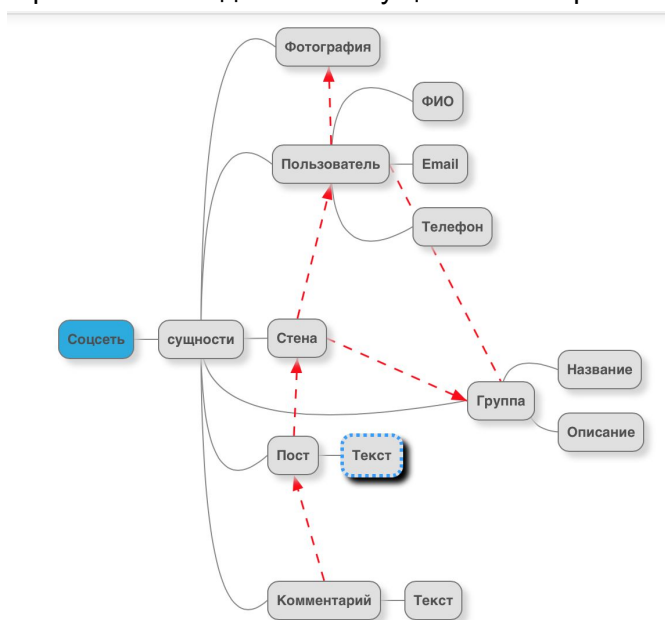 Фотография
ФИО
Пользователь
Email
Телефон
Соцсеть
сущности
Стена
Название
Группа
Описание
Пост
Текст
Комментарий
Текст